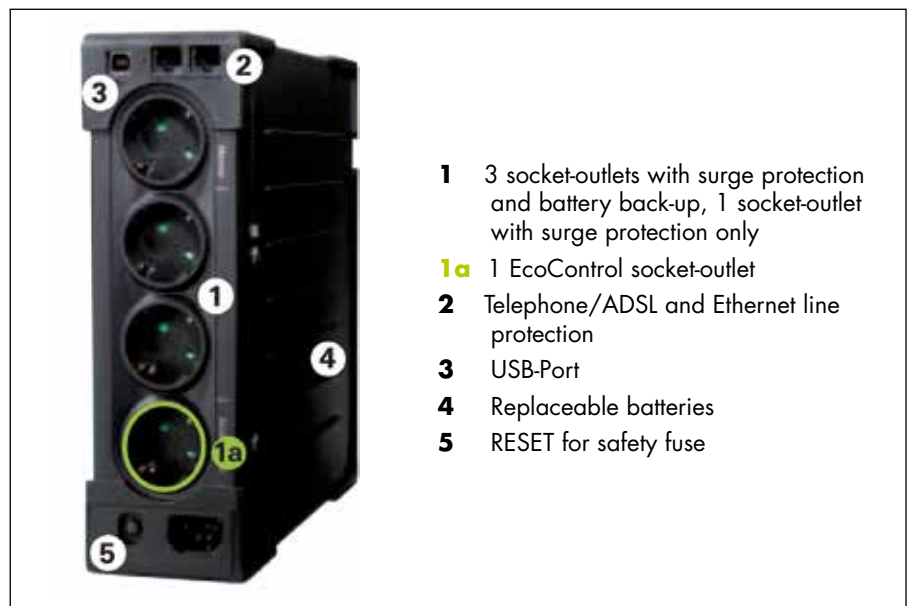 2
3
1
4
1a
5
1 3 socket-outlets with surge protection
and battery back-up, 1 socket-outlet
with surge protection only
1a 1 EcoControl socket-outlet
2 Telephone/ADSL and Ethernet line
protection
3 USB-Port
4 Replaceable batteries
5 RESET for safety fuse